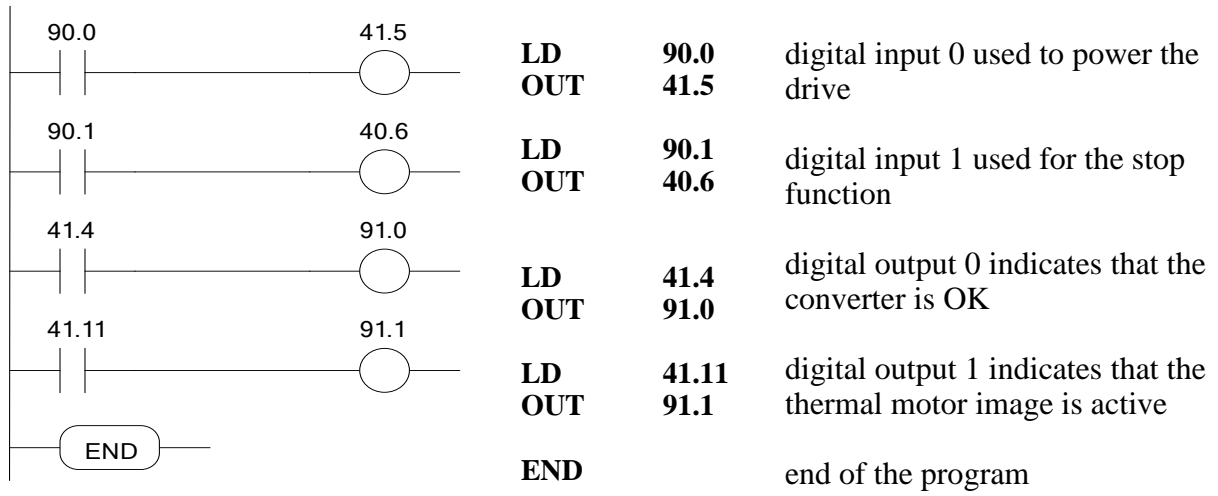 90.0 41.5
LD 90.0 digital input 0 used to power the
OUT 41.5 drive
90.1 40.6
LD 90.1 digital input 1 used for the stop
OUT 40.6 function
41.4 91.0
LD 41.4 digital output 0 indicates that the
OUT 91.0 converter is OK
41.11 91.1
LD 41.11 digital output 1 indicates that the
OUT 91.1 thermal motor image is active
END
END end of the program